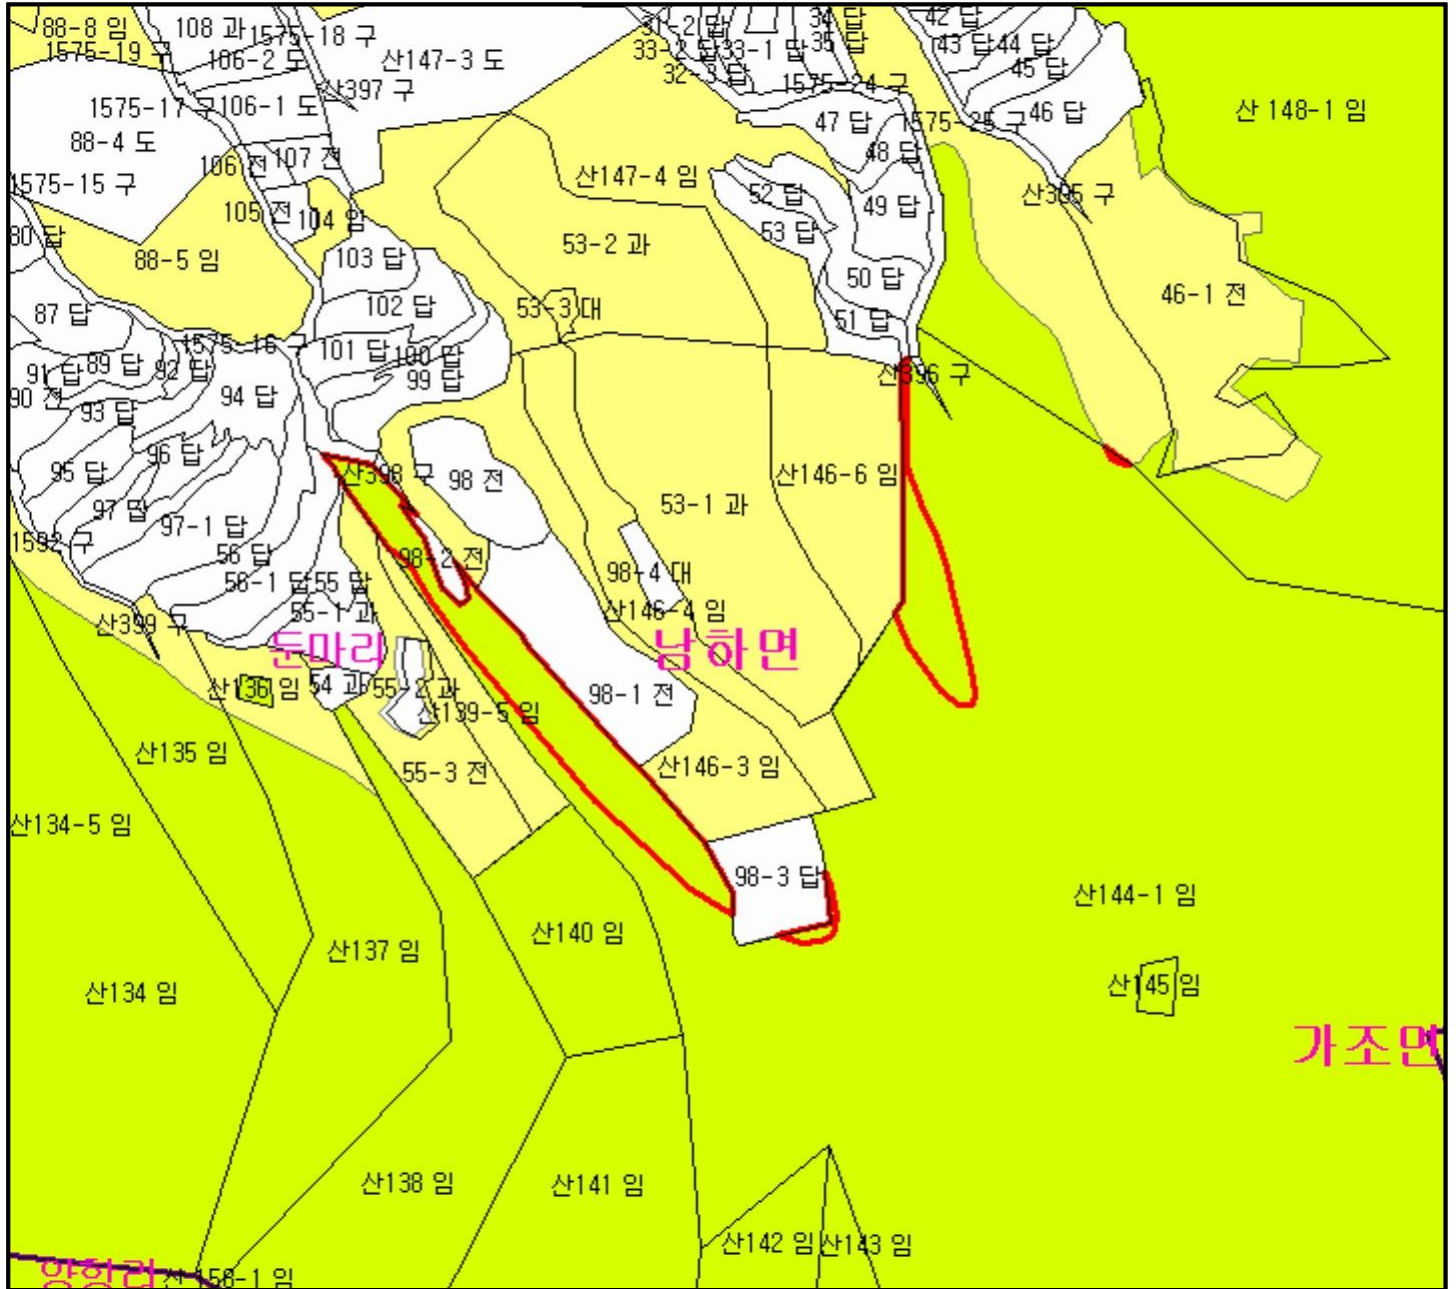 88-8 임
108 과
1575-18 구
1575-19 구
106-2 도
산147-3 도
31-2 답
34 답
33-2 답
33-1 답
35 답
32-3 답
42 답
43 답
44 답
45 답
46 답
산397 구
1575-24 구
1575-17 구
106-1 도
47 답
1575-25 구
산 148-1 임
88-4 도
107 전
48 답
106 전
1575-15 구
산147-4 임
52 답
산395 구
105 전
104 임
49 답
53 답
80 답
53-2 과
88-5 임
103 답
50 답
46-1 전
102 답
53-3 대
87 답
51 답
1575-16 구
101 답
100 답
89 답
92 답
91 답
99 답
산396 구
90 전
94 답
93 답
96 답
95 답
산398 구
98 전
산146-6 임
97 답
53-1 과
97-1 답
1592 구
56 답
98-2 전
98-4 대
56-1 답
55 답
55-1 과
산146-4 임
산399 구
둔마리
남하면
산136 임
54 과
55-2 과
98-1 전
산139-5 임
산135 임
55-3 전
산146-3 임
산134-5 임
98-3 답
산144-1 임
산140 임
산137 임
산134 임
산145 임
가조면
산138 임
산141 임
산142 임
산143 임
양항리
산 158-1 임